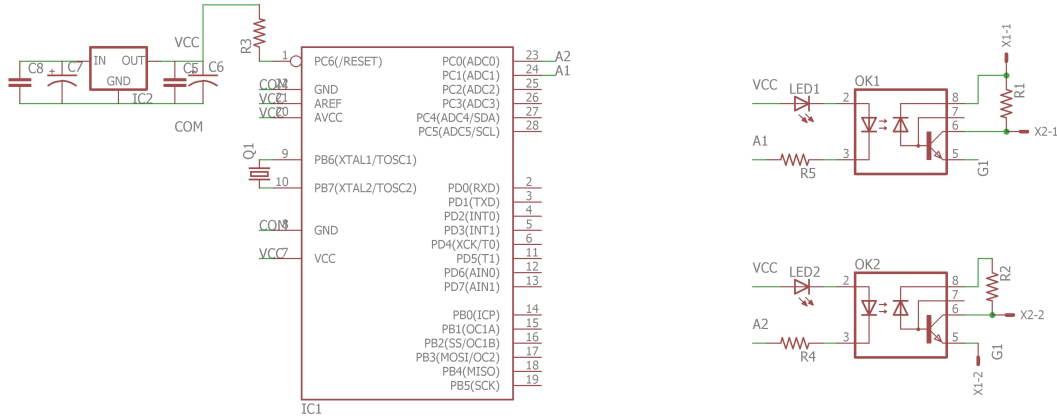 VCC
C8
C7
IN
OUT
GND
IC2
C5
C6
COM
R3
1
PC6(/RESET)
COM
22
GND
VCC
21
AREF
VCC
20
AVCC
Q1
9
PB6(XTAL1/TOSC1)
10
PB7(XTAL2/TOSC2)
COM
8
GND
VCC
7
VCC
PC0(ADC0)
23
A2
PC1(ADC1)
24
A1
PC2(ADC2)
25
PC3(ADC3)
26
PC4(ADC4/SDA)
27
PC5(ADC5/SCL)
28
PD0(RXD)
2
PD1(TXD)
3
PD2(INT0)
4
PD3(INT1)
5
PD4(XCK/T0)
6
PD5(T1)
11
PD6(AIN0)
12
PD7(AIN1)
13
PB0(ICP)
14
PB1(OC1A)
15
PB2(SS/OC1B)
16
PB3(MOSI/OC2)
17
PB4(MISO)
18
PB5(SCK)
19
IC1
VCC
LED1
A1
R5
OK1
2
3
8
7
6
5
X1-1
R1
X2-1
G1
VCC
LED2
A2
R4
OK2
2
3
8
7
6
5
R2
X2-2
G1
X1-2